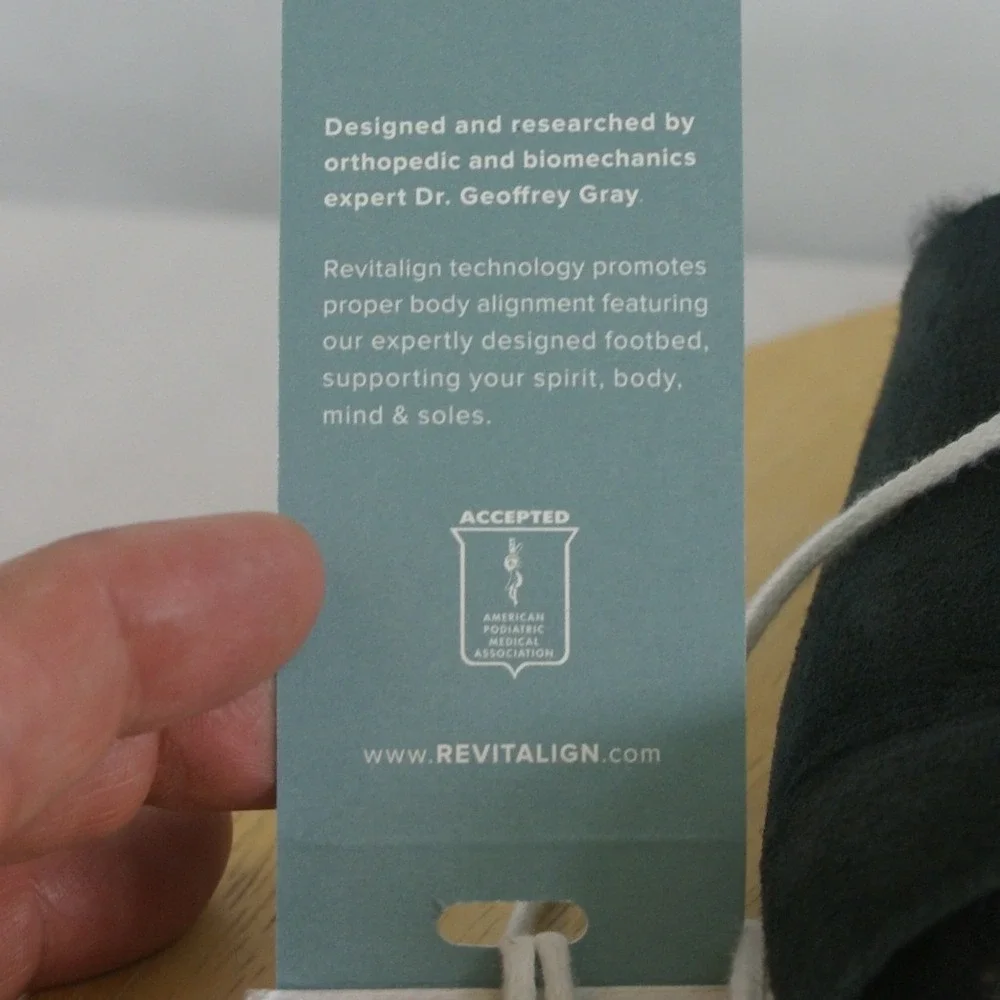 Designed and researched by
orthopedic and biomechanics
expert Dr. Geoffrey Gray.
Revitalign technology promotes
proper body alignment featuring
our expertly designed footbed,
supporting your spirit, body,
mind & soles.
ACCEPTED
AMERICAN
PODIATRIC
MEDICAL
ASSOCIATION
www.REVITALIGN.com